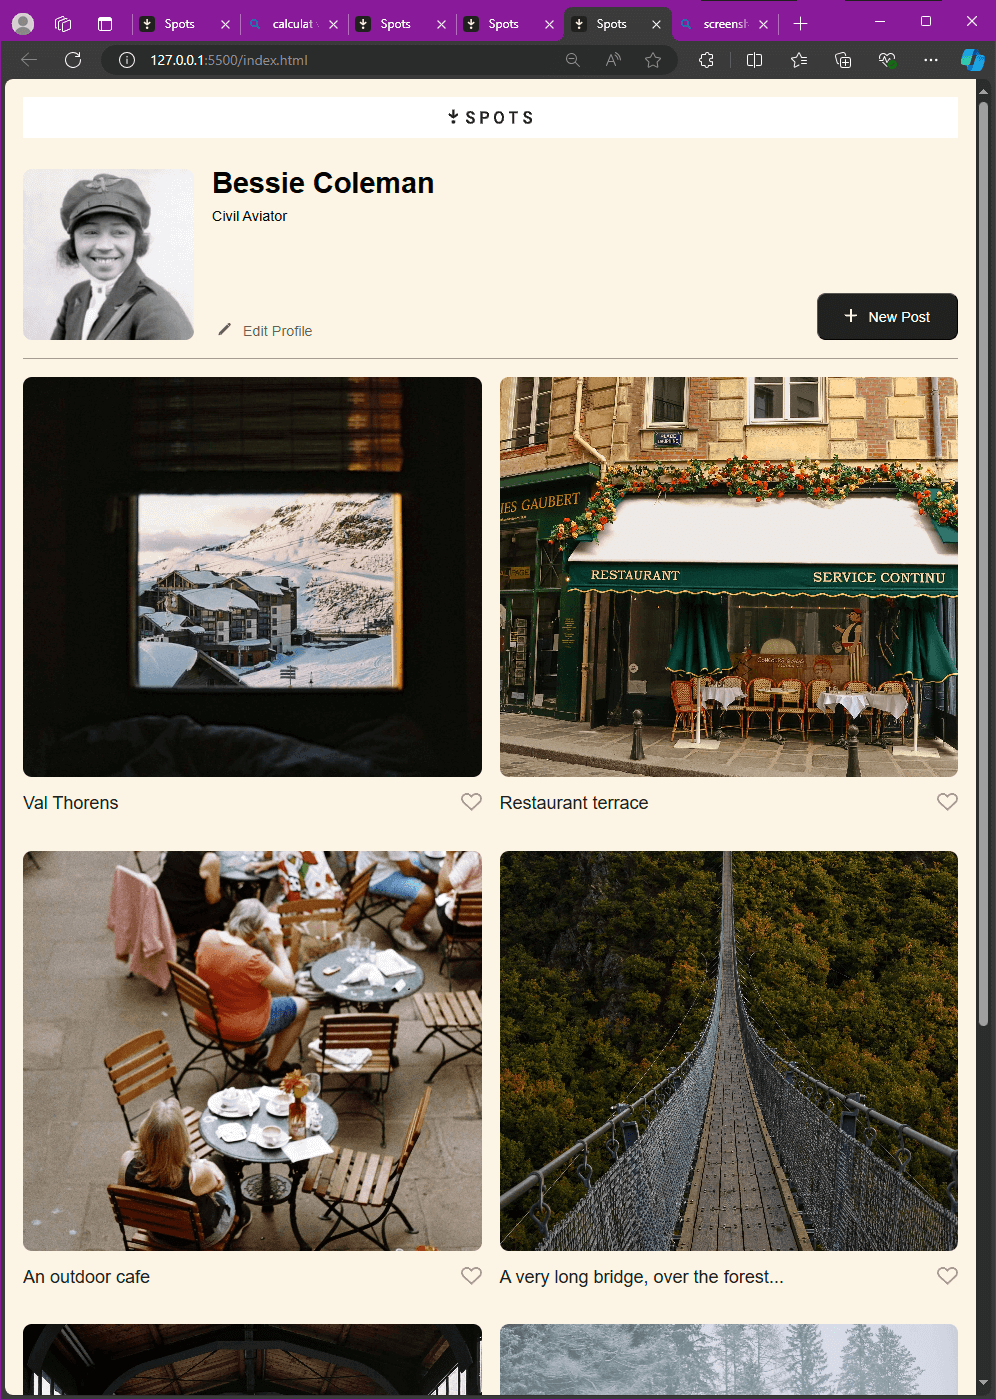 Spots
calculat
Spots
Spots
Spots
screensh
127.0.0.1:5500/index.html
SPOTS
Bessie Coleman
Civil Aviator
Edit Profile
New Post
PLACE
DAUPHINE
IES GAUBERT
RESTAURANT
SERVICE CONTINU
Val Thorens
Restaurant terrace
An outdoor cafe
A very long bridge, over the forest...